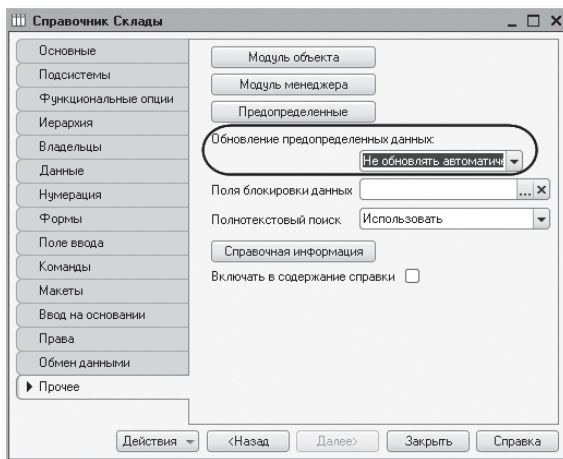 Справочник Склады
Основные
Подсистемы
Функциональные опции
Иерархия
Владельцы
Данные
Нумерация
Формы
Поле ввода
Команды
Макеты
Ввод на основании
Права
Обмен данными
Прочее
Модуль объекта
Модуль менеджера
Предопределенные
Обновление предопределенных данных:
Не обновлять автоматиче
Поля блокировки данных ...
Полнотекстовый поиск Использовать
Справочная информация
Включать в содержание справки
Действия <Назад Далее> Закрыть Справка